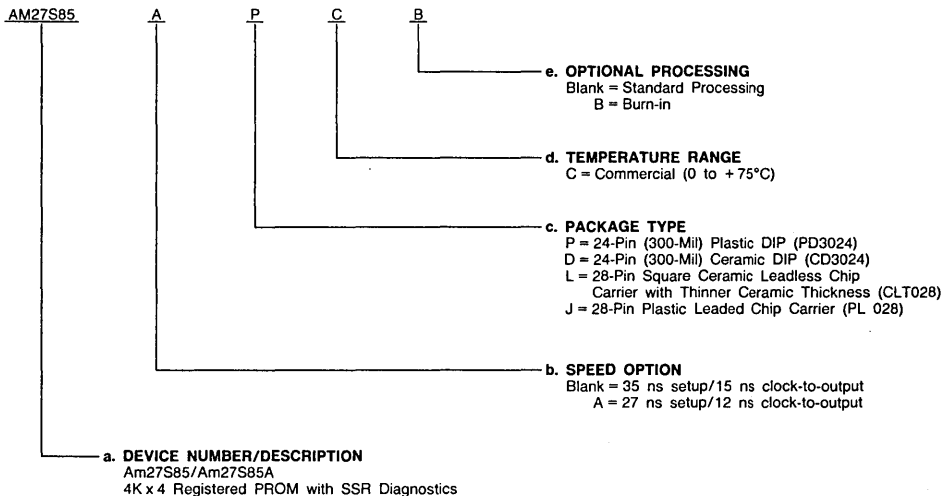 AM27S85 A P C B
e. OPTIONAL PROCESSING
Blank = Standard Processing
B = Burn-in
d. TEMPERATURE RANGE
C = Commercial (0 to +75°C)
c. PACKAGE TYPE
P = 24-Pin (300-Mil) Plastic DIP (PD3024)
D = 24-Pin (300-Mil) Ceramic DIP (CD3024)
L = 28-Pin Square Ceramic Leadless Chip
Carrier with Thinner Ceramic Thickness (CLT028)
J = 28-Pin Plastic Leaded Chip Carrier (PL 028)
b. SPEED OPTION
Blank = 35 ns setup/15 ns clock-to-output
A = 27 ns setup/12 ns clock-to-output
a. DEVICE NUMBER/DESCRIPTION
Am27S85/Am27S85A
4K x 4 Registered PROM with SSR Diagnostics